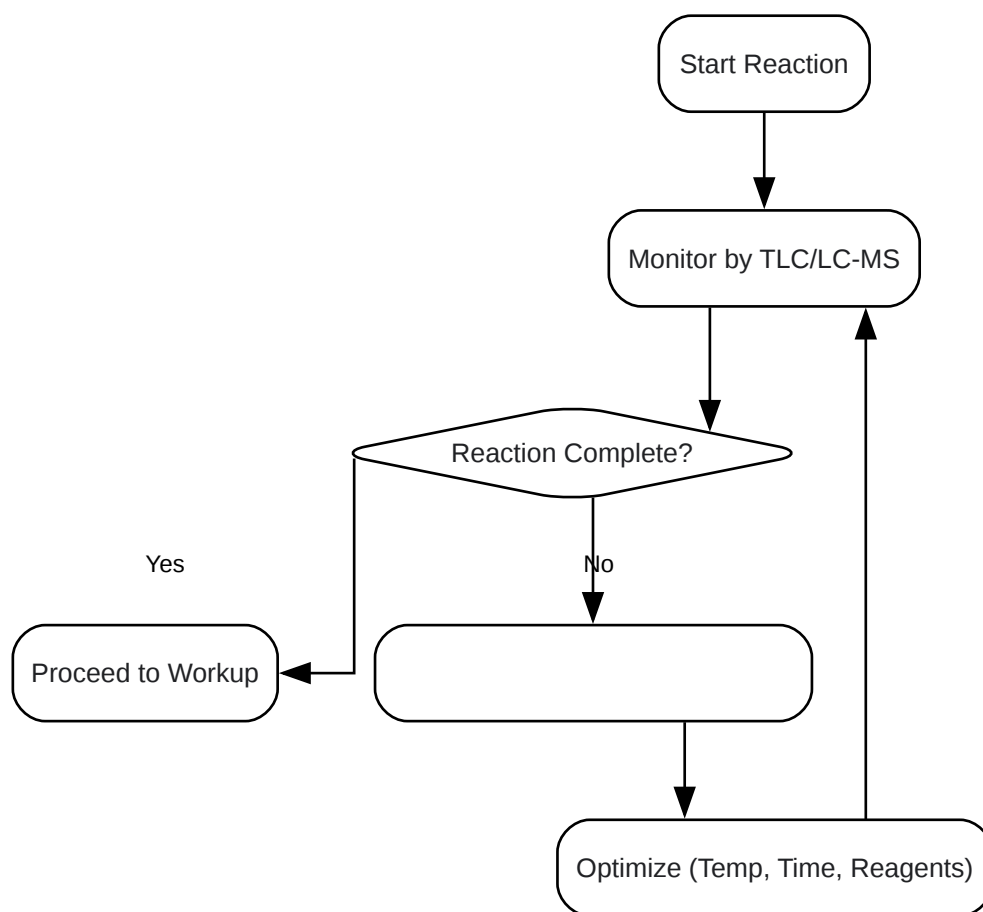 Start Reaction
Monitor by TLC/LC-MS
Reaction Complete?
Yes
No
Proceed to Workup
Optimize (Temp, Time, Reagents)